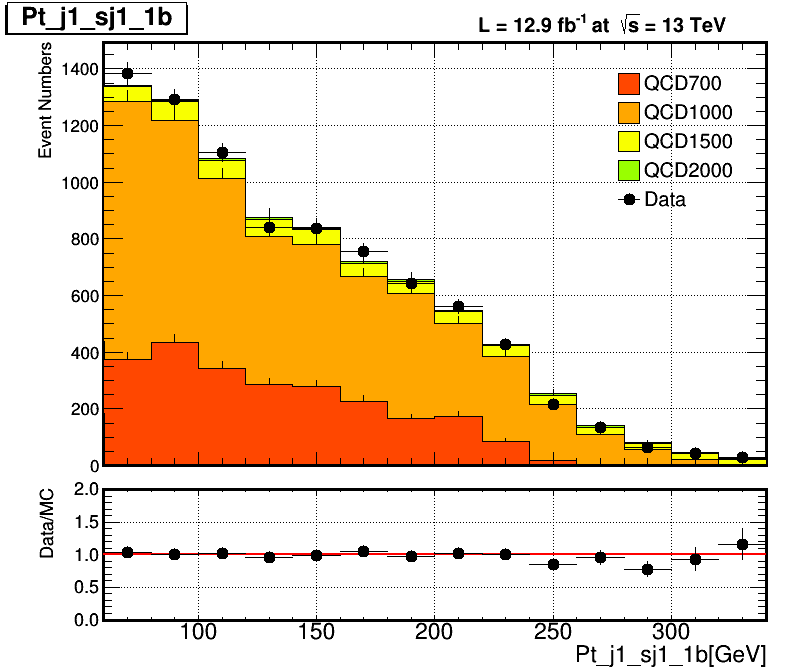 Pt_j1_sj1_1b
L = 12.9 fb⁻¹ at √s = 13 TeV
Event Numbers
1400
1200
1000
800
600
400
200
0
QCD700
QCD1000
QCD1500
QCD2000
Data
Data/MC
2.0
1.5
1.0
0.5
0.0
100 150 200 250 300
Pt_j1_sj1_1b[GeV]